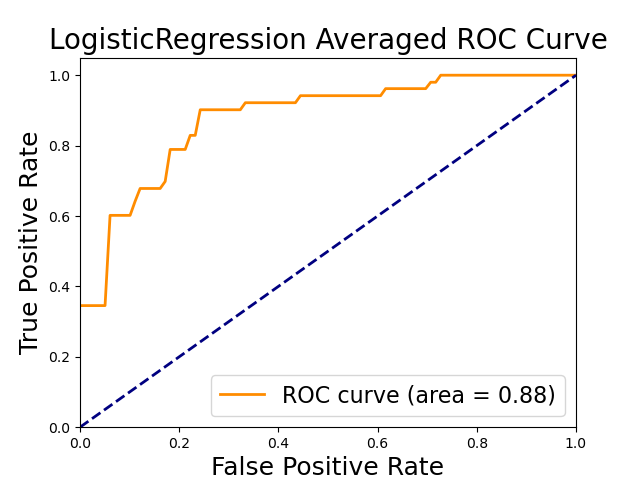 LogisticRegression Averaged ROC Curve
True Positive Rate
1.0
0.8
0.6
0.4
0.2
0.0
ROC curve (area = 0.88)
0.0 0.2 0.4 0.6 0.8 1.0
False Positive Rate